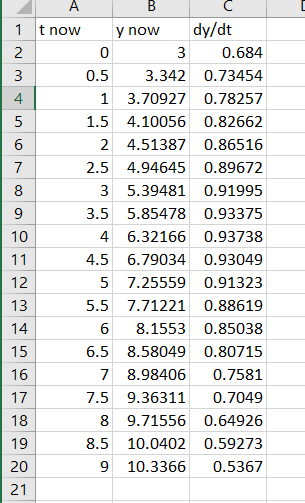 A B C
1 t now y now dy/dt
2 0 3 0.684
3 0.5 3.342 0.73454
4 1 3.70927 0.78257
5 1.5 4.10056 0.82662
6 2 4.51387 0.86516
7 2.5 4.94645 0.89672
8 3 5.39481 0.91995
9 3.5 5.85478 0.93375
10 4 6.32166 0.93738
11 4.5 6.79034 0.93049
12 5 7.25559 0.91323
13 5.5 7.71221 0.88619
14 6 8.1553 0.85038
15 6.5 8.58049 0.80715
16 7 8.98406 0.7581
17 7.5 9.36311 0.7049
18 8 9.71556 0.64926
19 8.5 10.0402 0.59273
20 9 10.3366 0.5367
21